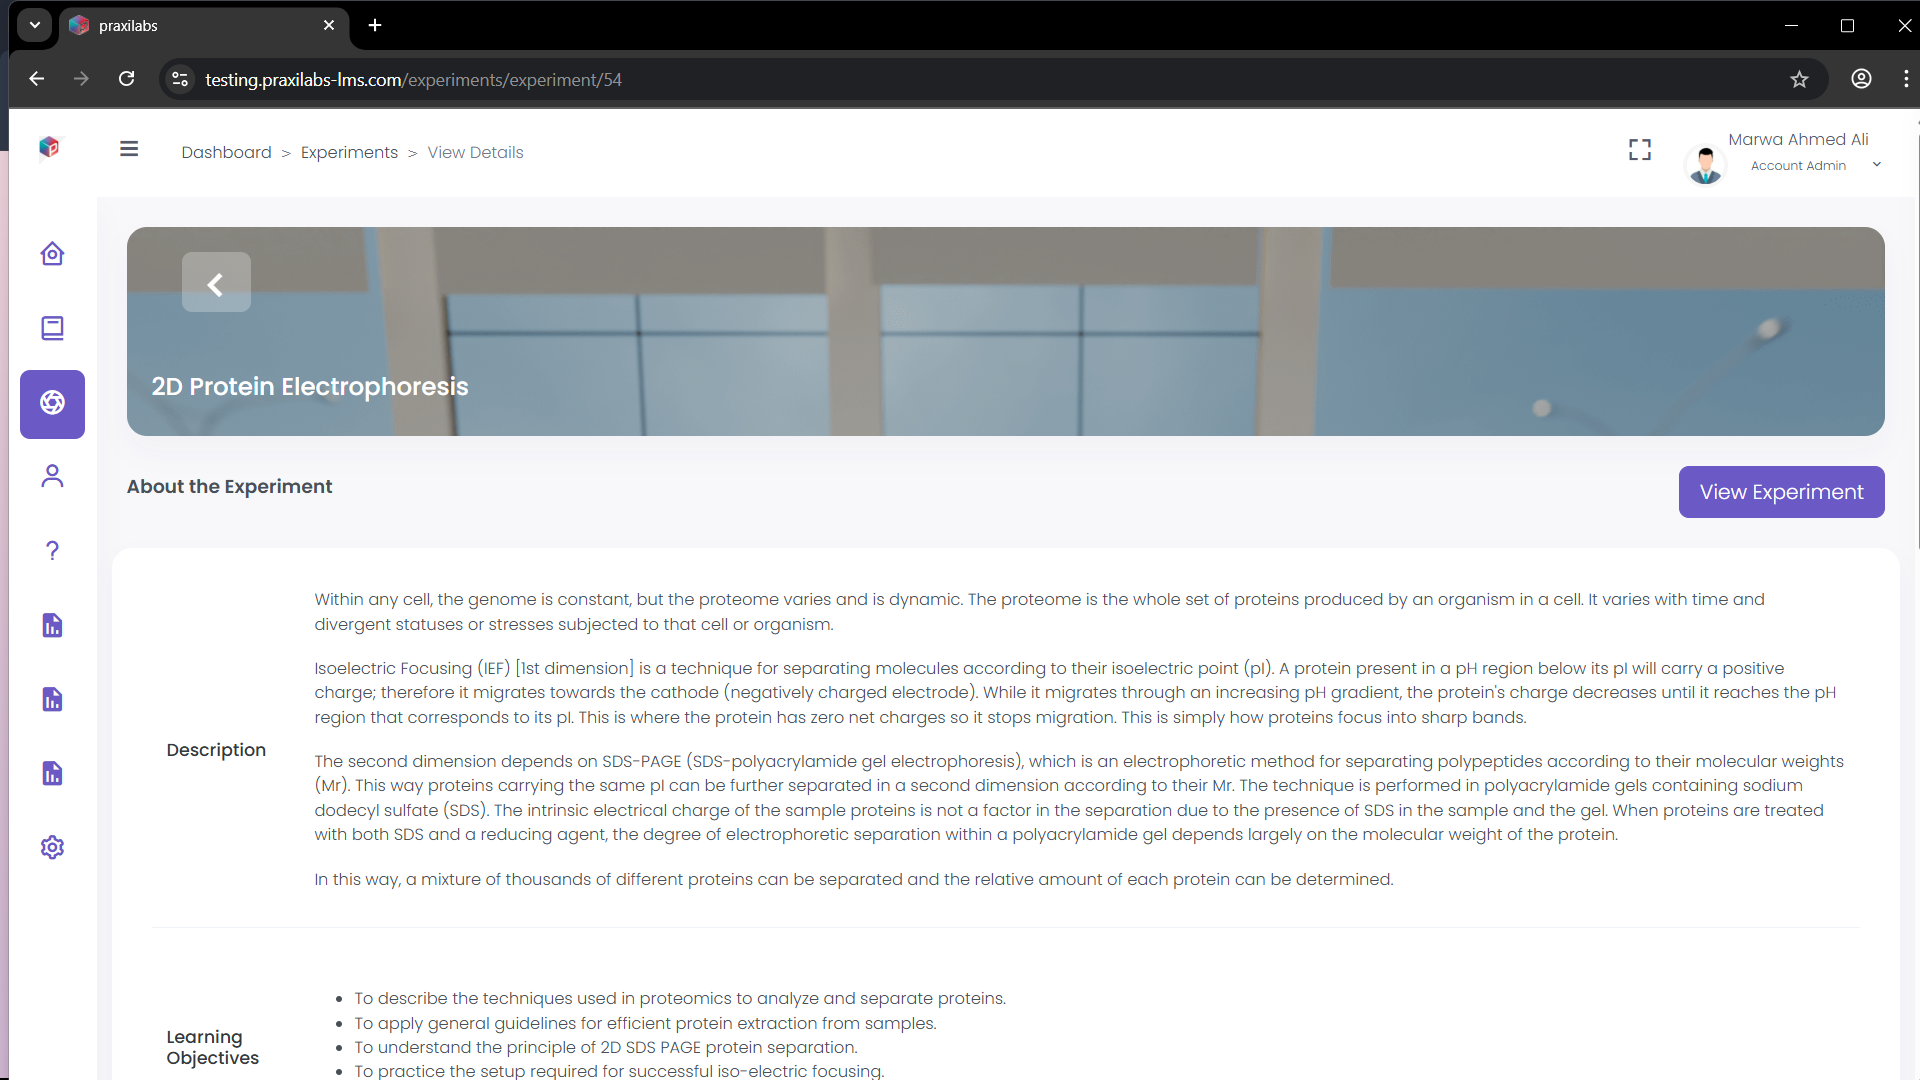 praxilabs
testing.praxilabs-lms.com/experiments/experiment/54
Dashboard > Experiments > View Details
Marwa Ahmed Ali
Account Admin
2D Protein Electrophoresis
About the Experiment
View Experiment
Description
Within any cell, the genome is constant, but the proteome varies and is dynamic. The proteome is the whole set of proteins produced by an organism in a cell. It varies with time and
divergent statuses or stresses subjected to that cell or organism.
Isoelectric Focusing (IEF) [1st dimension] is a technique for separating molecules according to their isoelectric point (pI). A protein present in a pH region below its pI will carry a positive
charge; therefore it migrates towards the cathode (negatively charged electrode). While it migrates through an increasing pH gradient, the protein's charge decreases until it reaches the pH
region that corresponds to its pI. This is where the protein has zero net charges so it stops migration. This is simply how proteins focus into sharp bands.
The second dimension depends on SDS-PAGE (SDS-polyacrylamide gel electrophoresis), which is an electrophoretic method for separating polypeptides according to their molecular weights
(Mr). This way proteins carrying the same pI can be further separated in a second dimension according to their Mr. The technique is performed in polyacrylamide gels containing sodium
dodecyl sulfate (SDS). The intrinsic electrical charge of the sample proteins is not a factor in the separation due to the presence of SDS in the sample and the gel. When proteins are treated
with both SDS and a reducing agent, the degree of electrophoretic separation within a polyacrylamide gel depends largely on the molecular weight of the protein.
In this way, a mixture of thousands of different proteins can be separated and the relative amount of each protein can be determined.
Learning
Objectives
• To describe the techniques used in proteomics to analyze and separate proteins.
• To apply general guidelines for efficient protein extraction from samples.
• To understand the principle of 2D SDS PAGE protein separation.
• To practice the setup required for successful iso-electric focusing.